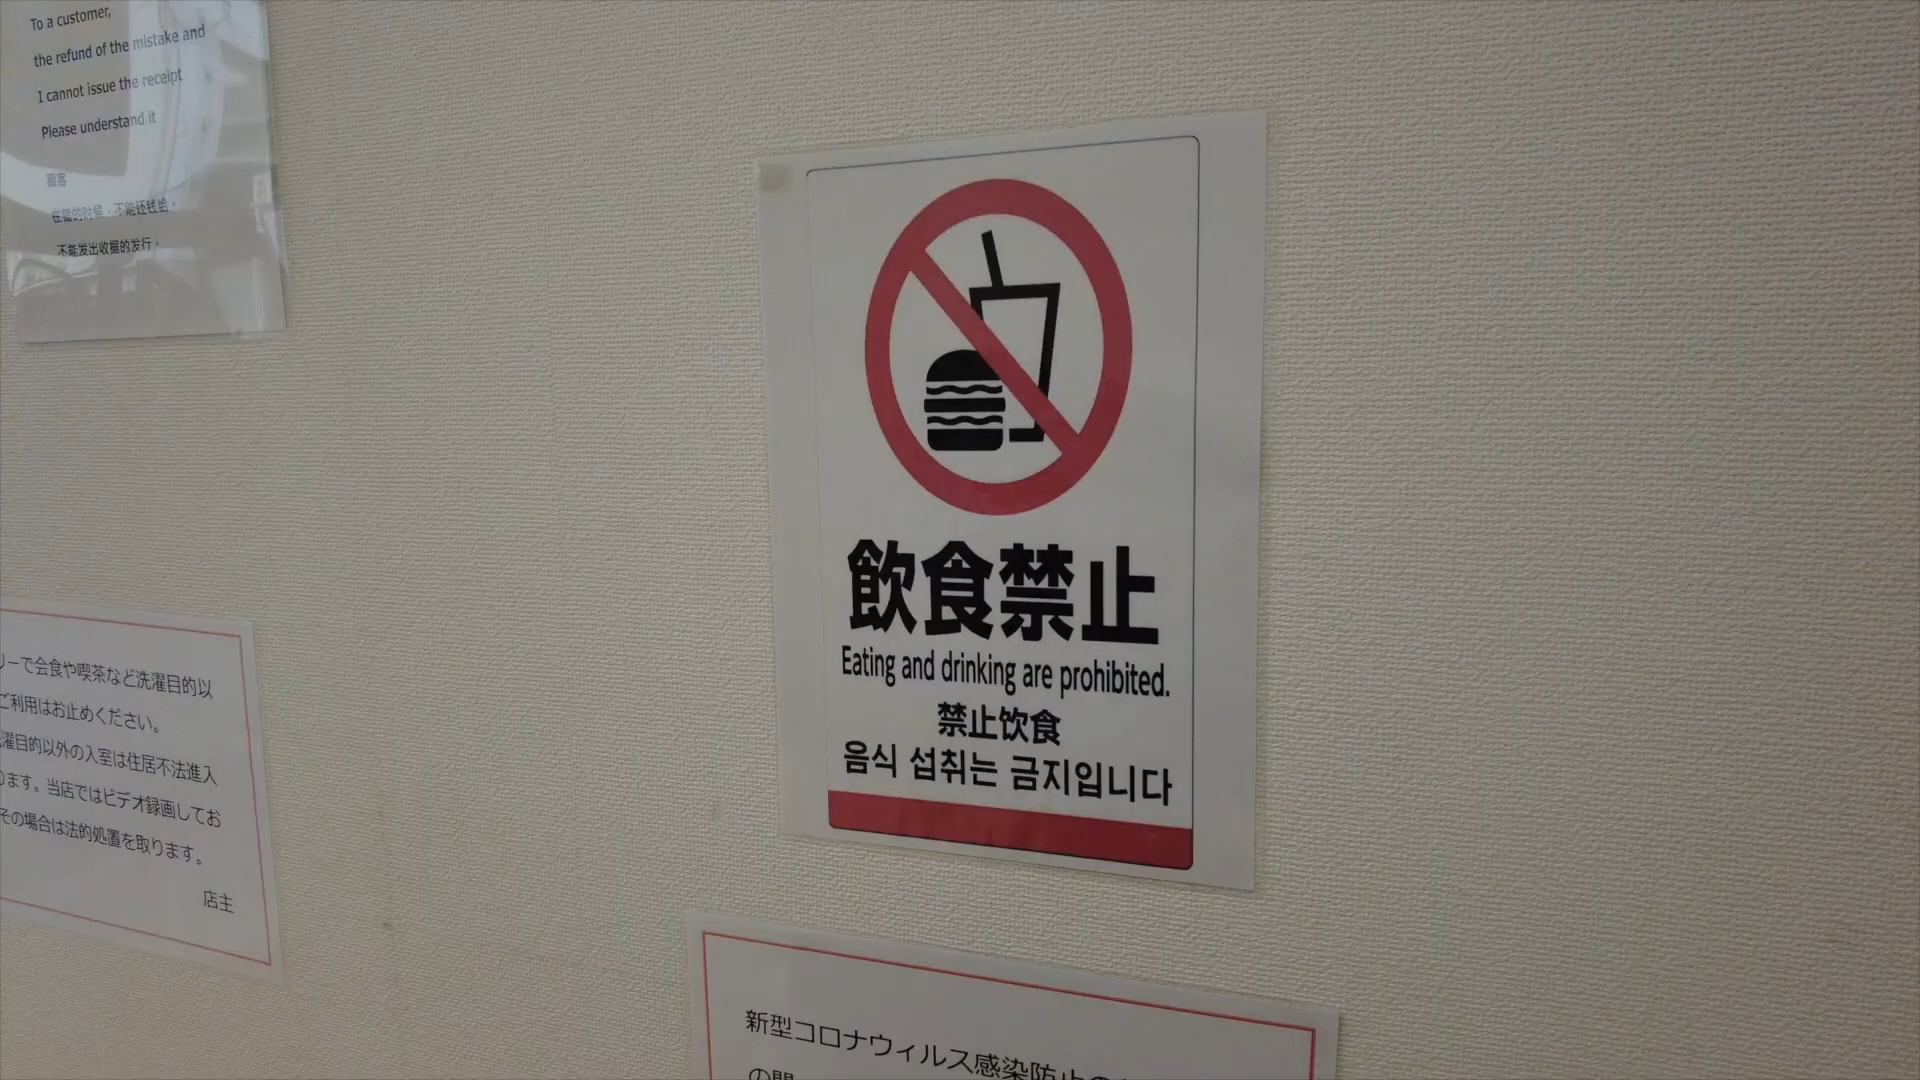 To a customer,
the refund of the mistake and
I cannot issue the receipt
Please understand it
顧客
不能发出收据的发行。
飲食禁止
Eating and drinking are prohibited.
禁止饮食
음식 섭취는 금지입니다
リーで会食や喫茶など洗濯目的以
ご利用はお止めください。
濯目的以外の入室は住居不法進入
ります。当店ではビデオ録画してお
その場合は法的処置を取ります。
店主
新型コロナウィルス感染防止の
の間